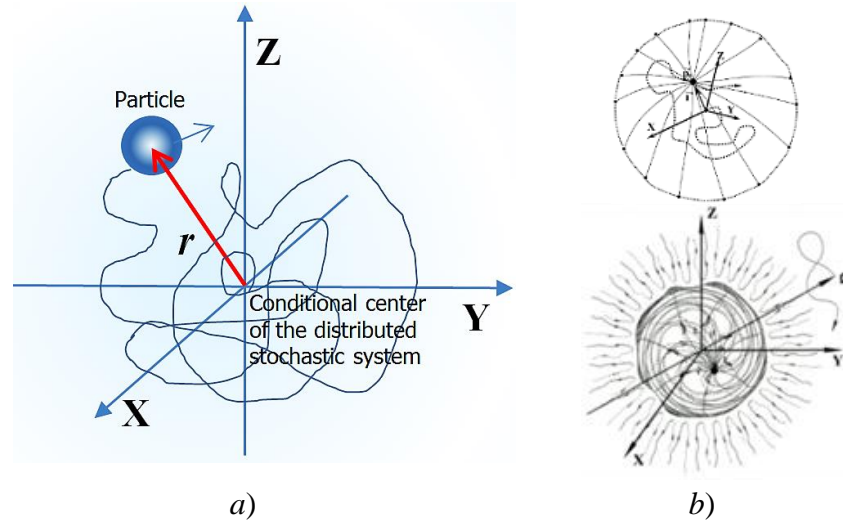 Z
Particle
r
Conditional center
of the distributed
stochastic system
Y
X
a)
Z
Y
X
Z
Y
X
b)